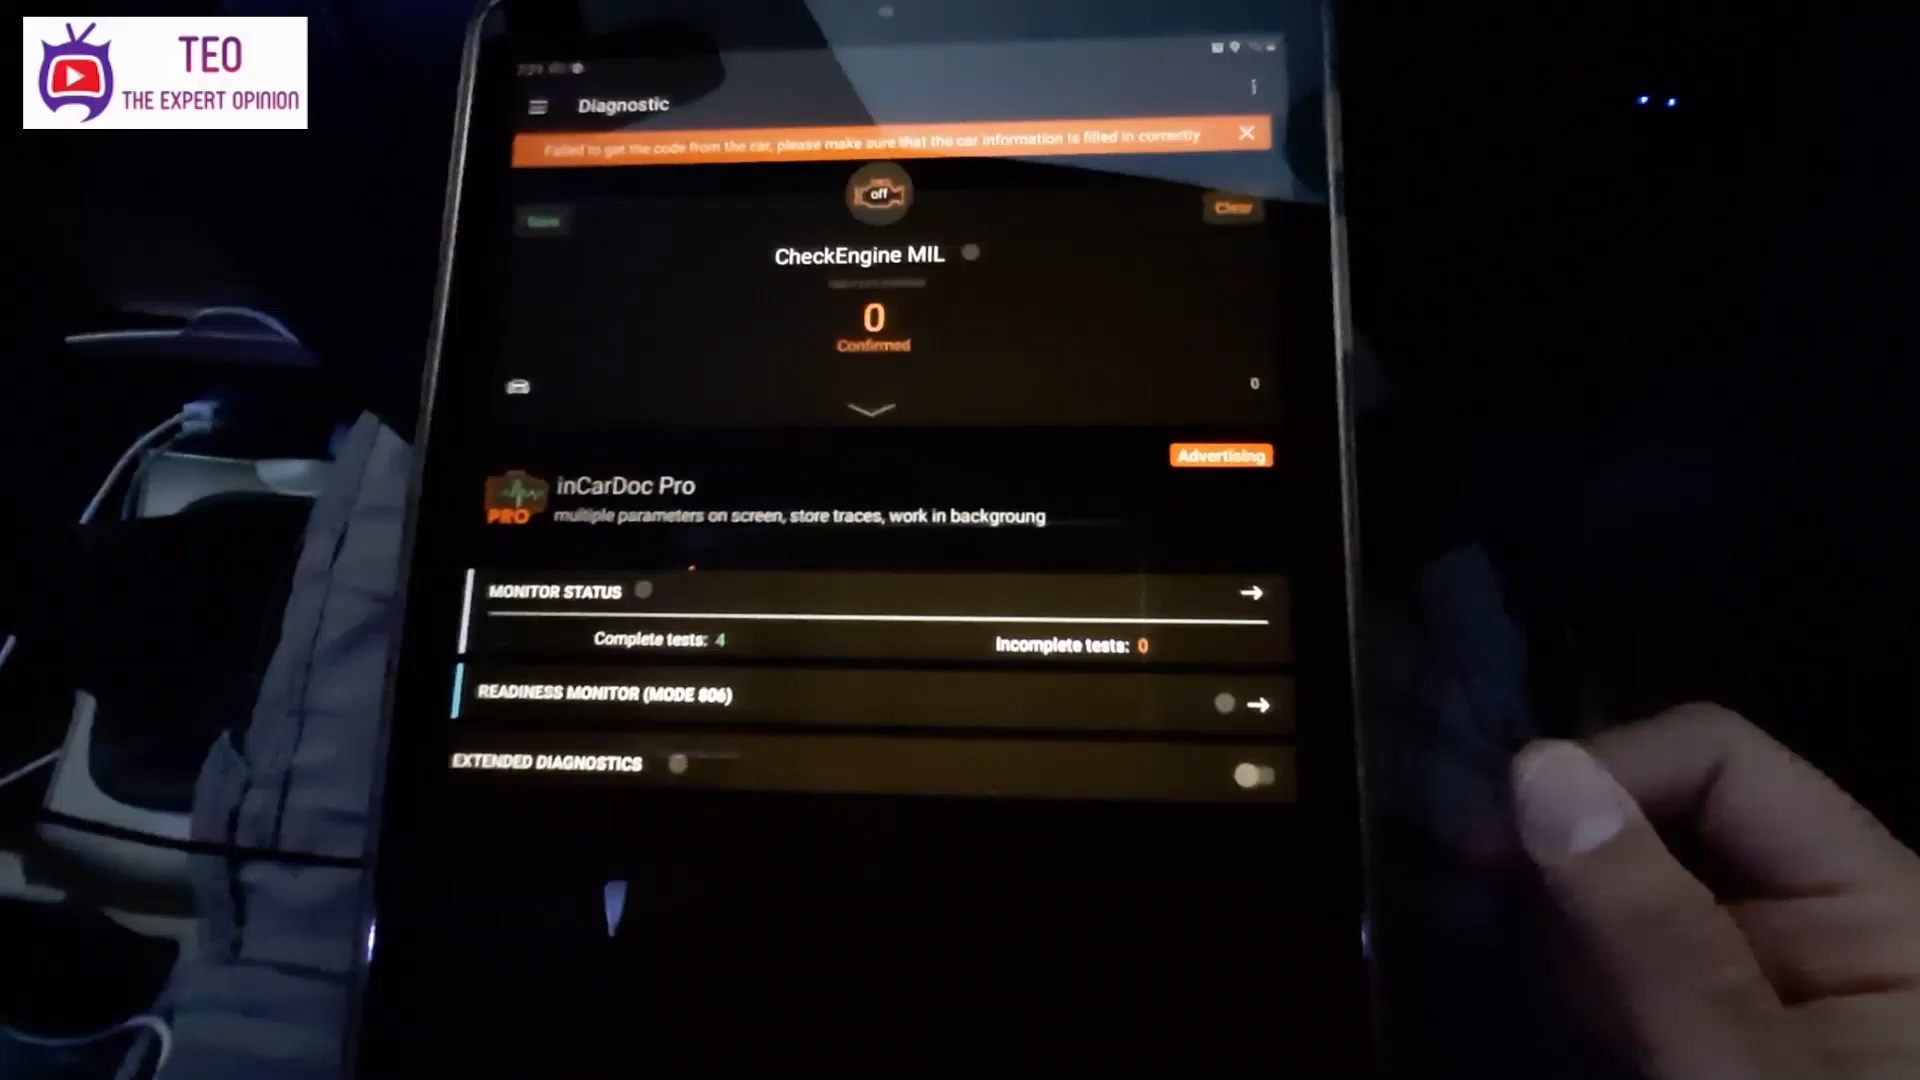 TEO
THE EXPERT OPINION
Diagnostic
Failed to get the code from the car, please make sure that the car information is filled in correctly
off
Save
Clear
CheckEngine MIL
0
Confirmed
0
Advertising
inCarDoc Pro
PRO
multiple parameters on screen, store traces, work in backgroung
MONITOR STATUS
Complete tests: 4
Incomplete tests: 0
READINESS MONITOR (MODE $06)
EXTENDED DIAGNOSTICS